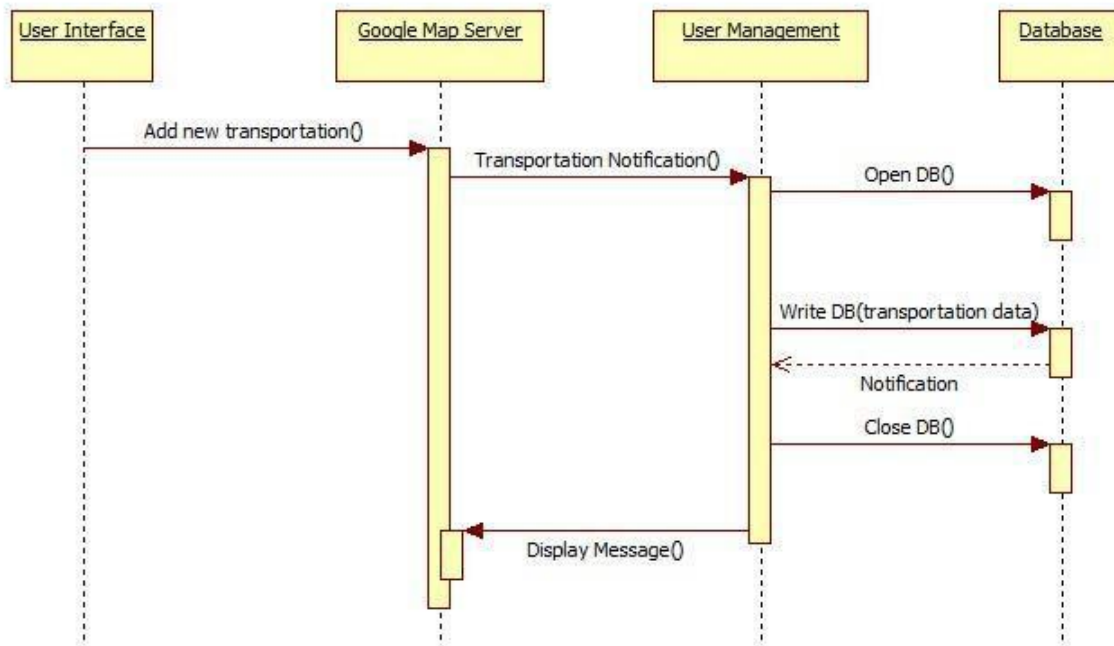 User Interface
Google Map Server
User Management
Database
Add new transportation()
Transportation Notification()
Open DB()
Write DB(transportation data)
Notification
Close DB()
Display Message()